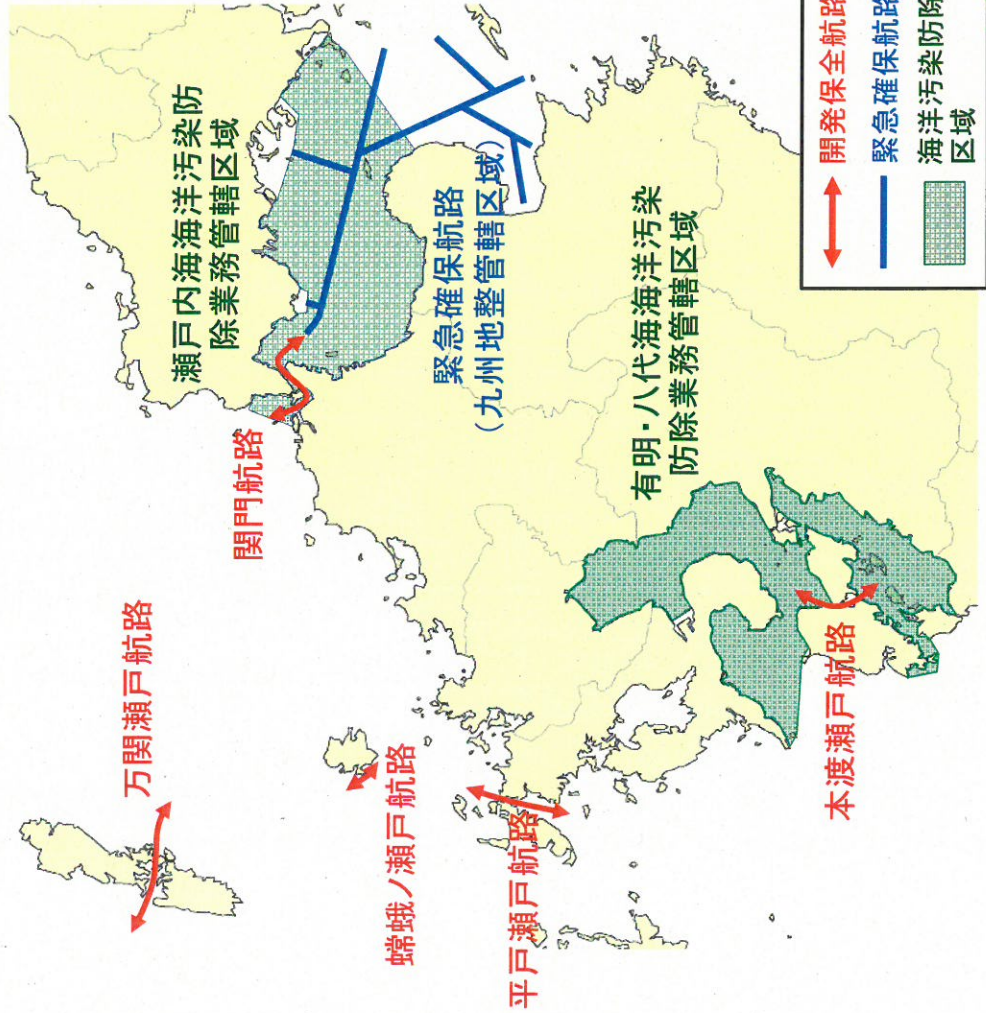 瀬戸内海海洋汚染防
除業務管轄区域
関門航路
万関瀬戸航路
蠑蛾ノ瀬戸航路
平戸瀬戸航路
緊急確保航路
（九州地整管轄区域）
有明・八代海海洋汚染
防除業務管轄区域
本渡瀬戸航路
開発保全航路
緊急確保航路
海洋汚染防除
区域